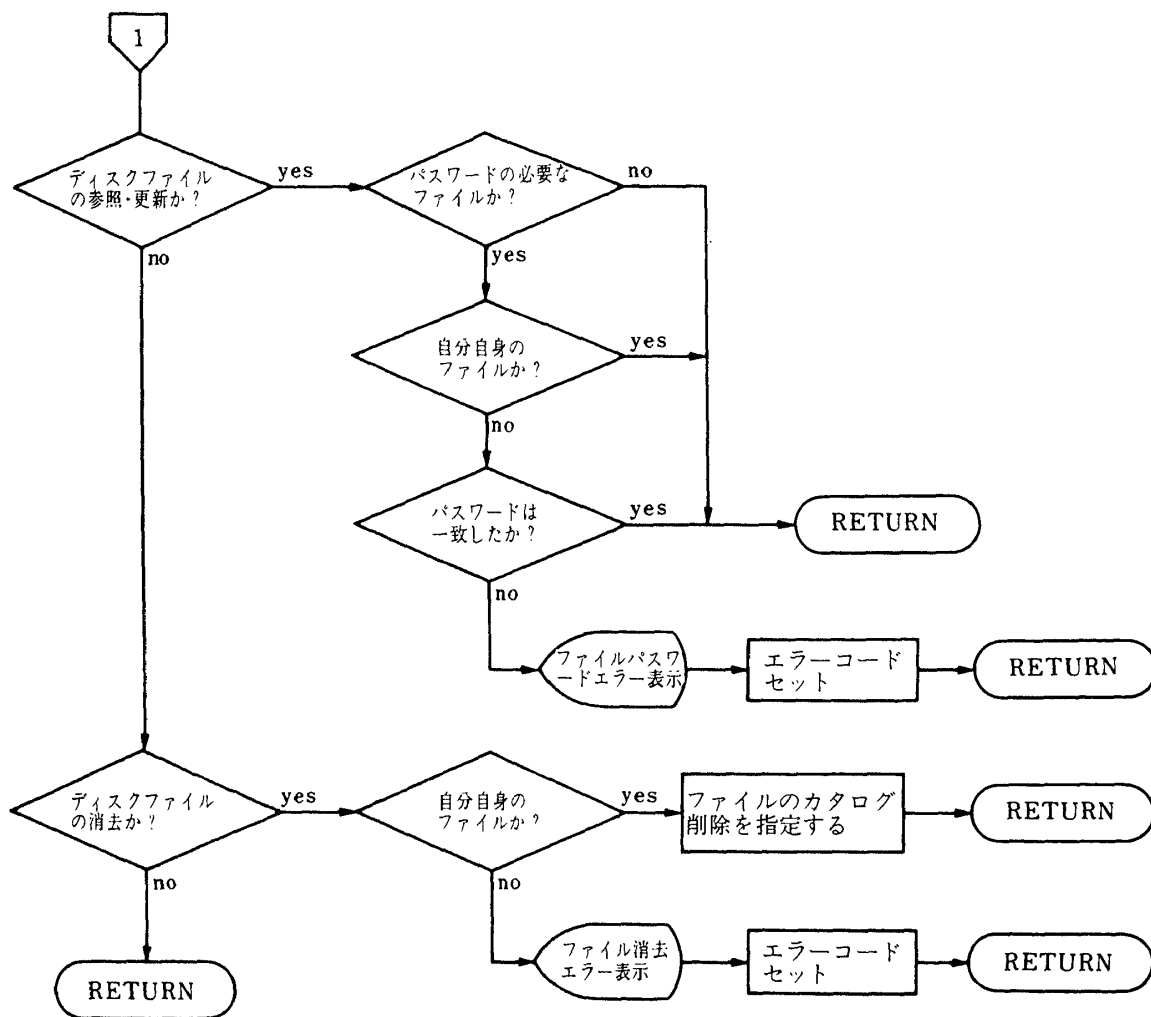 1
ディスクファイル
の参照・更新か?
yes
パスワードの必要な
ファイルか?
no
no
yes
自分自身の
ファイルか?
yes
no
パスワードは
一致したか?
yes
RETURN
no
ファイルパスワ
ードエラー表示
エラーコード
セット
RETURN
ディスクファイル
の消去か?
yes
自分自身の
ファイルか?
yes
ファイルのカタログ
削除を指定する
RETURN
no
no
ファイル消去
エラー表示
エラーコード
セット
RETURN
RETURN